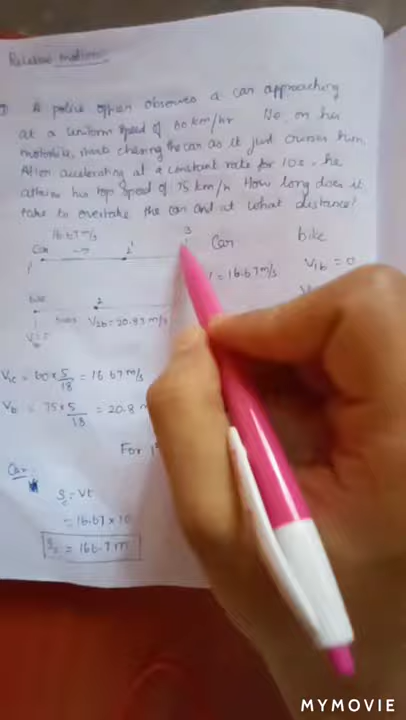 Relative motion
A police officer observes a car approaching
at a uniform speed of 60 km/hr
on his
motorbike, starts chasing the car as it just crosses him
After accelerating at a constant rate for 10s, he
attains his top speed of 75 km/h How long does it
take to overtake the car and at what distance?
16.67 m/s
3
Car
1'
2'
Car
bike
= 16.67 m/s
V1b = 0
bike
2
1
V2b = 20.83 m/s
V1c = 60 x 5/18 = 16.67 m/s
Vb = 75 x 5/18 = 20.8
For 1
Car
Sc = Vt
= 16.67 x 10
Sc = 166.7 m
MYMOVIE